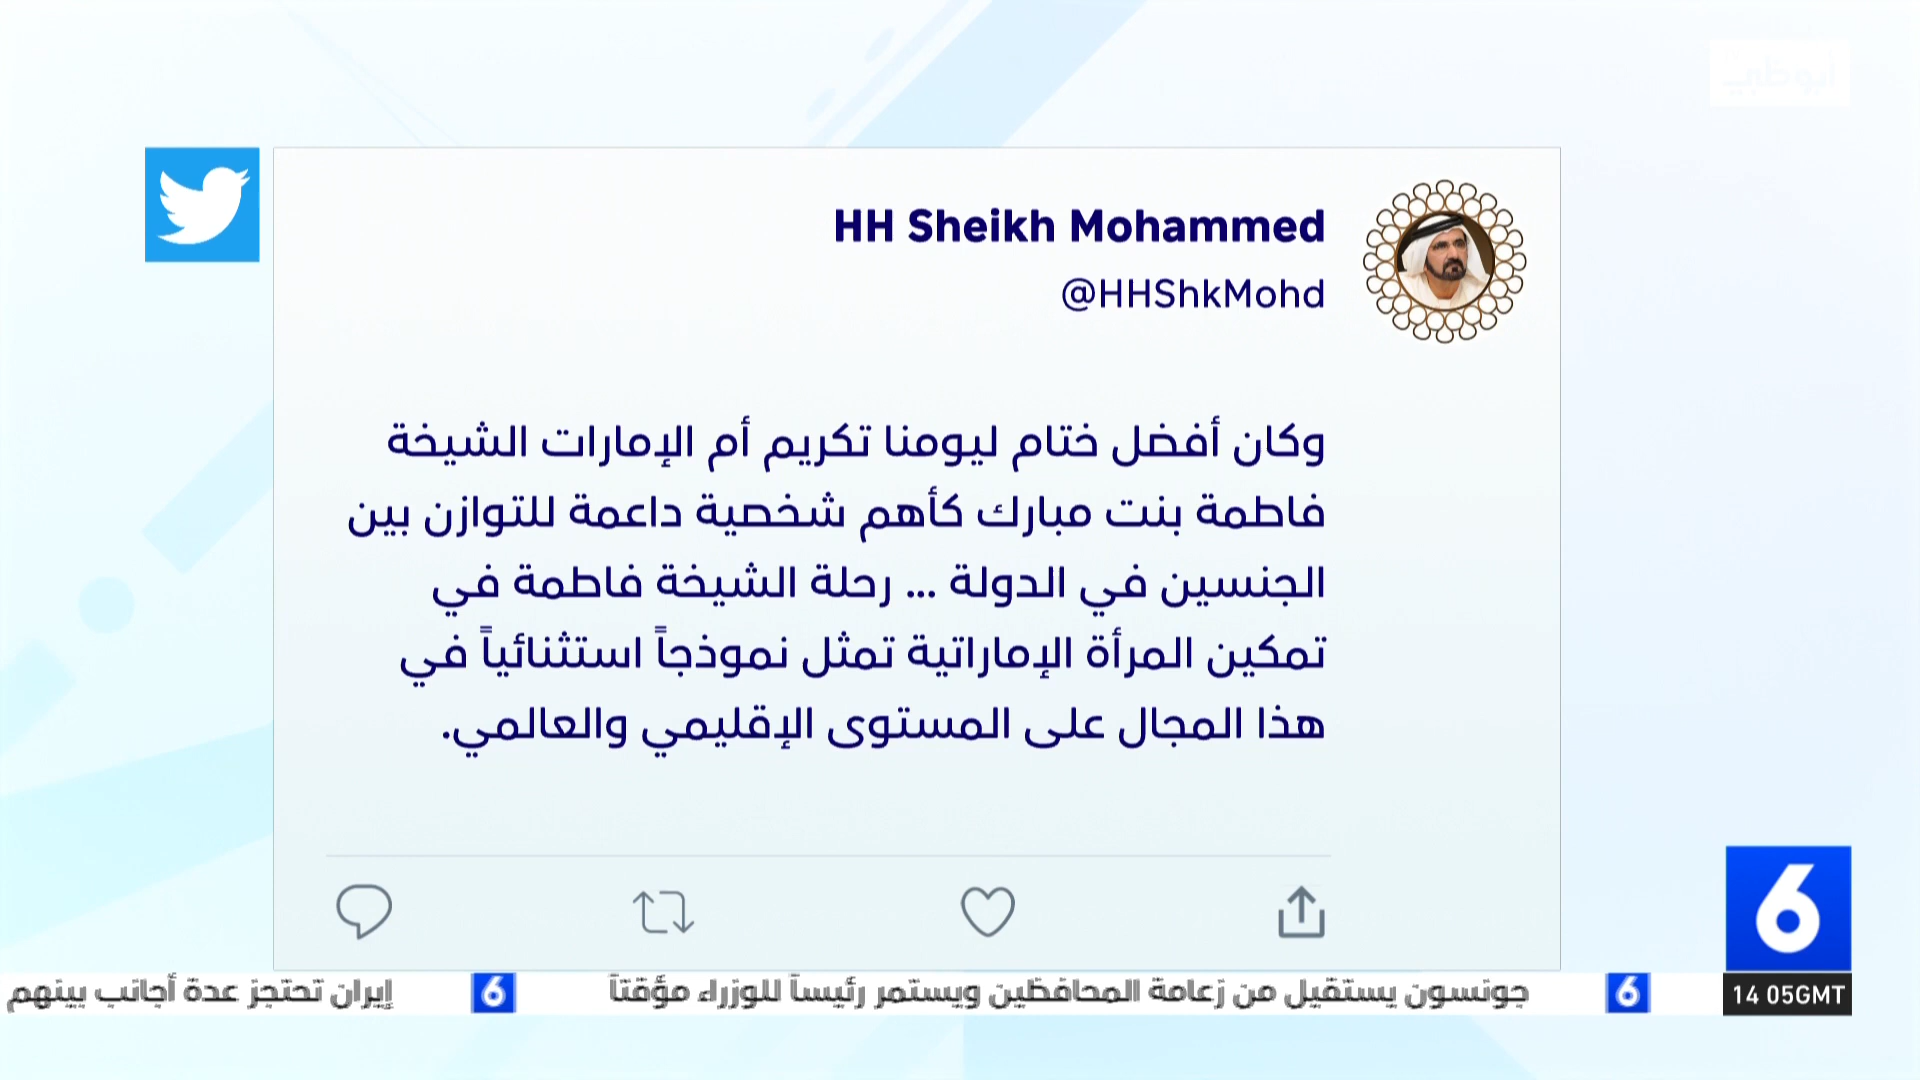 أبوظبي
HH Sheikh Mohammed
@HHShkMohd
وكان أفضل ختام ليومنا تكريم أم الإمارات الشيخة
فاطمة بنت مبارك كأهم شخصية داعمة للتوازن بين
الجنسين في الدولة ... رحلة الشيخة فاطمة في
تمكين المرأة الإماراتية تمثل نموذجاً استثنائياً في
هذا المجال على المستوى الإقليمي والعالمي.
6
14 05GMT
6 جونسون يستقيل من زعامة المحافظين ويستمر رئيساً للوزراء مؤقتاً 6 إيران تحتجز عدة أجانب بينهم